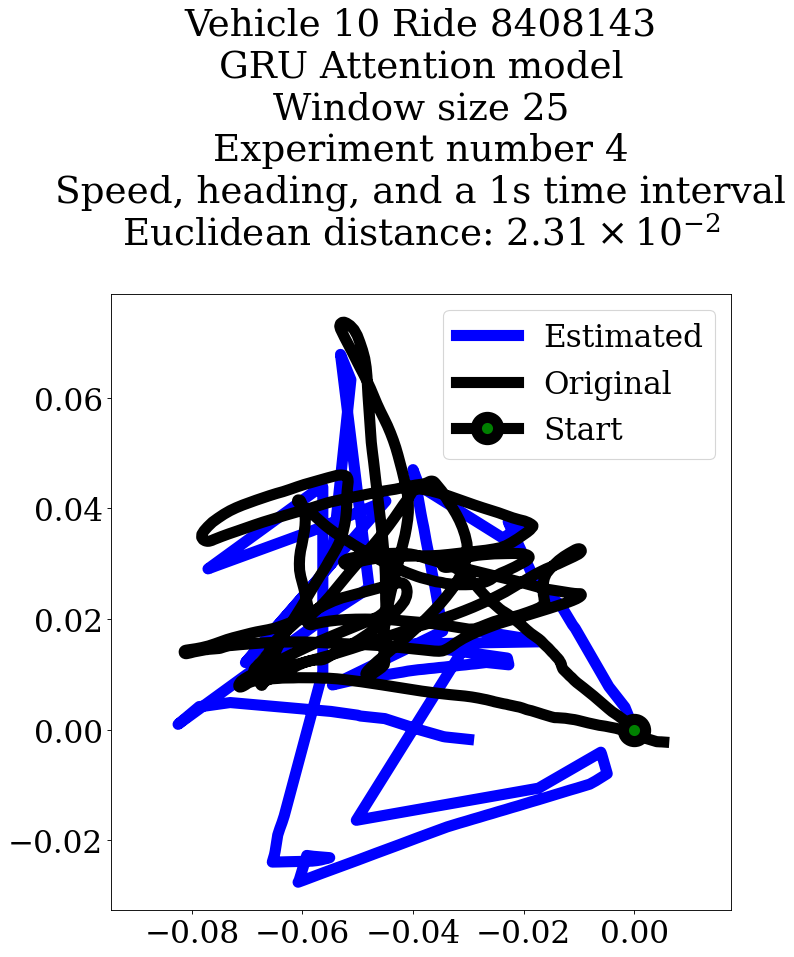 Vehicle 10 Ride 8408143
GRU Attention model
Window size 25
Experiment number 4
Speed, heading, and a 1s time interval
Euclidean distance: 2.31 × 10⁻²
Estimated
Original
Start
0.06
0.04
0.02
0.00
−0.02
−0.08 −0.06 −0.04 −0.02 0.00